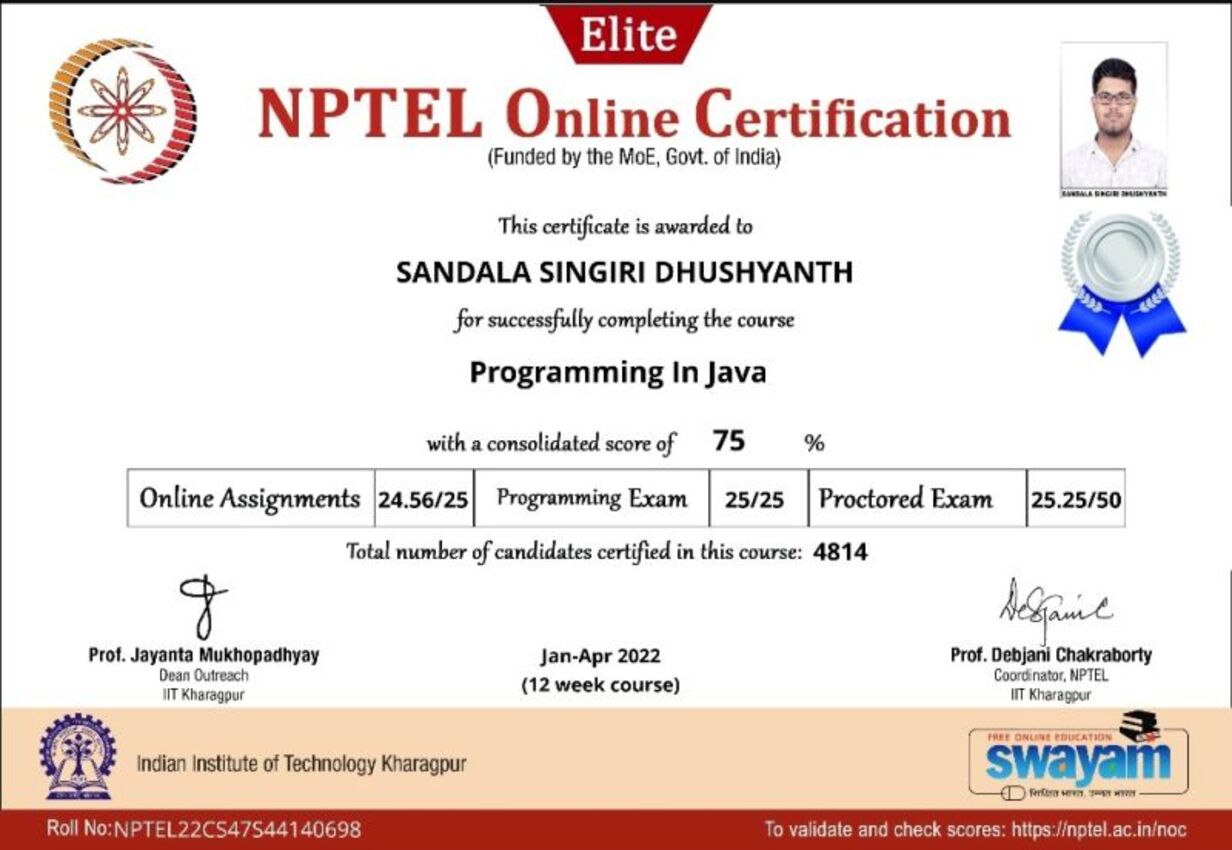 Elite
NPTEL Online Certification
(Funded by the MoE, Govt. of India)
SANDALA SINGIRI DHUSHYANTH
This certificate is awarded to
SANDALA SINGIRI DHUSHYANTH
for successfully completing the course
Programming In Java
with a consolidated score of 75 %
Online Assignments 24.56/25 Programming Exam 25/25 Proctored Exam 25.25/50
Total number of candidates certified in this course: 4814
Prof. Jayanta Mukhopadhyay
Dean Outreach
IIT Kharagpur
Jan-Apr 2022
(12 week course)
Prof. Debjani Chakraborty
Coordinator, NPTEL
IIT Kharagpur
Indian Institute of Technology Kharagpur
FREE ONLINE EDUCATION
swayam
शिक्षित भारत, उन्नत भारत
Roll No:NPTEL22CS47S44140698
To validate and check scores: https://nptel.ac.in/noc